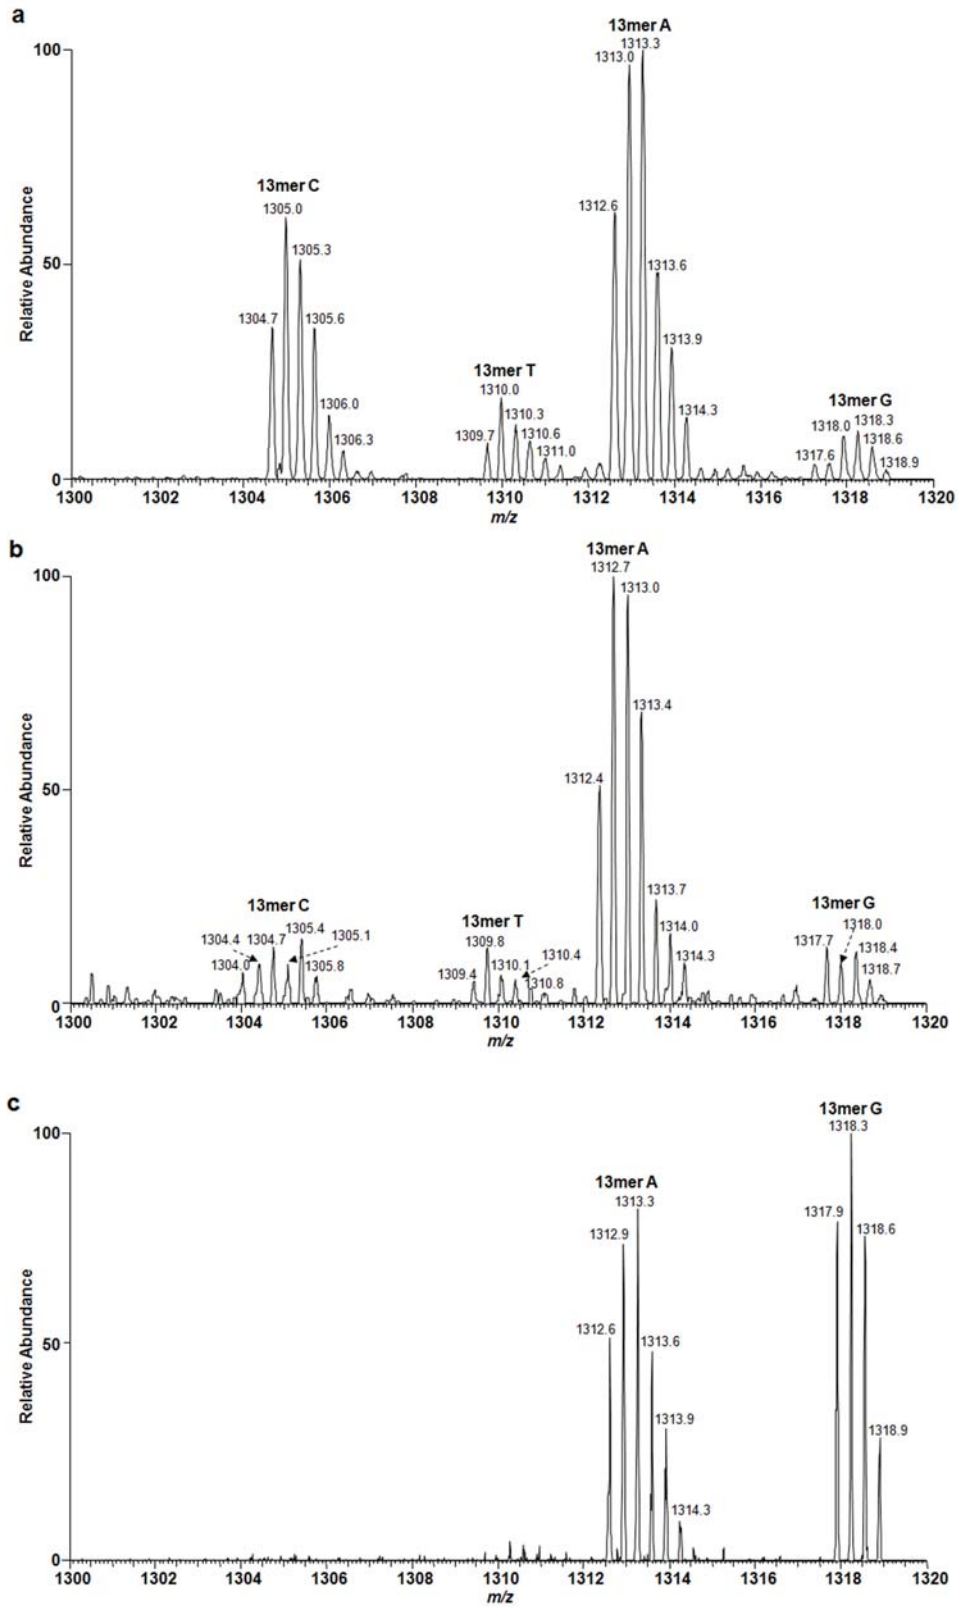 a
13mer A
100
1313.0
1313.3
13mer C
1305.0
1312.6
Relative Abundance
50
1305.3
1313.6
1304.7
1305.6
1313.9
13mer T
1310.0
1306.0
1310.3
1314.3
13mer G
1309.7
1310.6
1318.0
1318.3
1306.3
1311.0
1318.6
1317.6
1318.9
0
1300 1302 1304 1306 1308 1310 1312 1314 1316 1318 1320
m/z
b
13mer A
100
1312.7
1313.0
1313.4
1312.4
Relative Abundance
50
1313.7
13mer C
13mer T
13mer G
1305.4
1314.0
1318.0
1304.4
1304.7
1305.1
1309.8
1317.7
1318.4
1304.0
1305.8
1309.4
1310.1
1310.4
1314.3
1318.7
1310.8
0
1300 1302 1304 1306 1308 1310 1312 1314 1316 1318 1320
m/z
c
13mer G
100
1318.3
13mer A
1313.3
1317.9
1312.9
1318.6
1312.6
1313.6
Relative Abundance
50
1313.9
1318.9
1314.3
0
1300 1302 1304 1306 1308 1310 1312 1314 1316 1318 1320
m/z